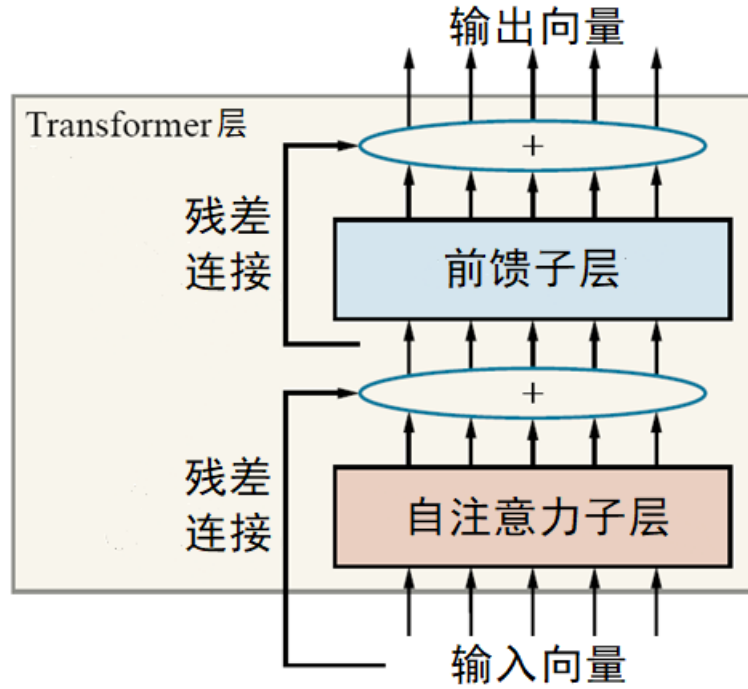 输出向量
Transformer层
+
残差
连接
前馈子层
+
残差
连接
自注意力子层
输入向量